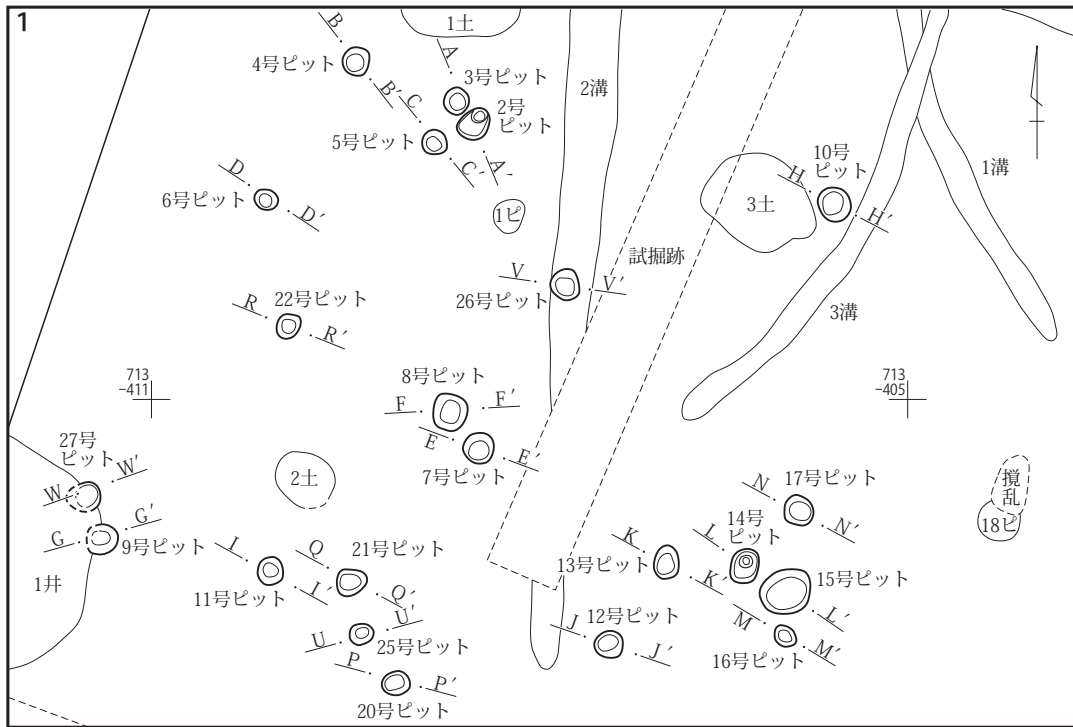 1
1土
B
A
4号ピット
3号ピット
B′
C
2号
ピット
2溝
5号ピット
C′
A′
10号
ピット
1溝
D
H
6号ピット
D′
1ピ
3土
H′
試掘跡
V
V′
26号ピット
R
22号ピット
R′
3溝
713
-411
8号ピット
713
-405
F
F′
E
E′
7号ピット
27号
ピット
W
W′
2土
N
17号ピット
撹
乱
18ピ
N′
G
G′
9号ピット
14号
ピット
L
K
13号ピット
K′
I
Q
21号ピット
15号ピット
1井
11号ピット
I′
Q′
L′
12号ピット
M
U
U′
J
J′
25号ピット
16号ピット
M′
P
P′
20号ピット